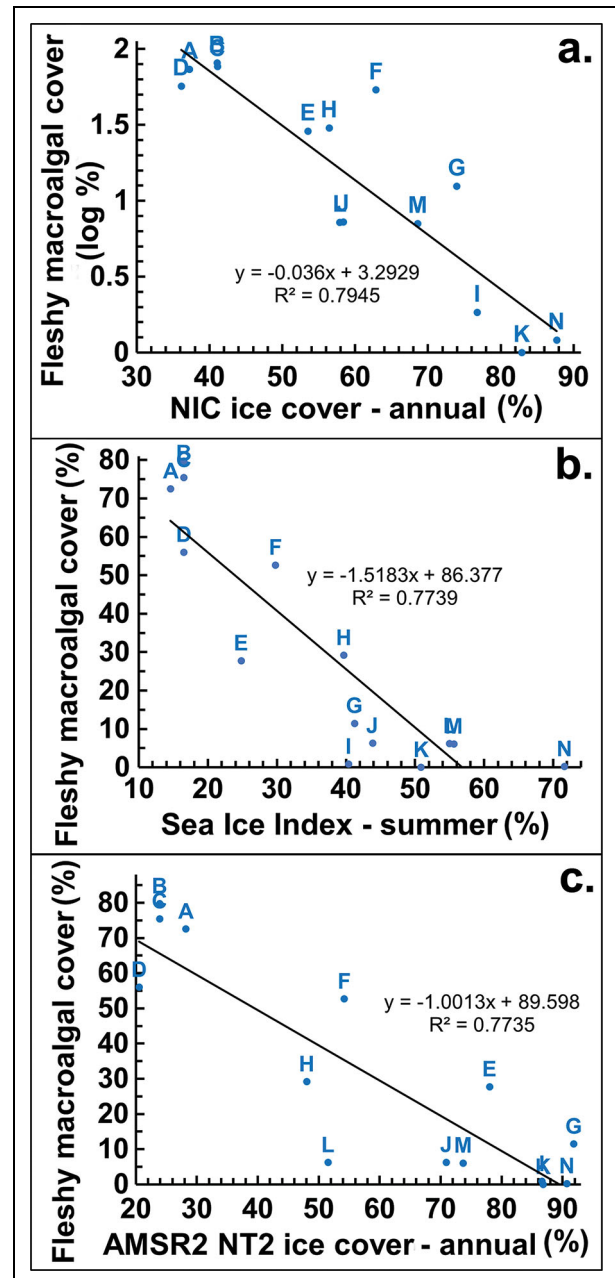 a.
Fleshy macroalgal cover
(log %)
2
1.5
1
0.5
0
A
B
C
D
E
H
F
G
M
I
K
N
y = -0.036x + 3.2929
R² = 0.7945
30 40 50 60 70 80 90
NIC ice cover - annual (%)
b.
Fleshy macroalgal cover (%)
80
70
60
50
40
30
20
10
0
A
B
D
F
E
H
G
J
I
K
L
M
N
y = -1.5183x + 86.377
R² = 0.7739
10 20 30 40 50 60 70
Sea Ice Index - summer (%)
c.
Fleshy macroalgal cover (%)
80
70
60
50
40
30
20
10
0
B
C
A
D
F
H
E
L
J
M
G
K
N
y = -1.0013x + 89.598
R² = 0.7735
20 30 40 50 60 70 80 90
AMSR2 NT2 ice cover - annual (%)